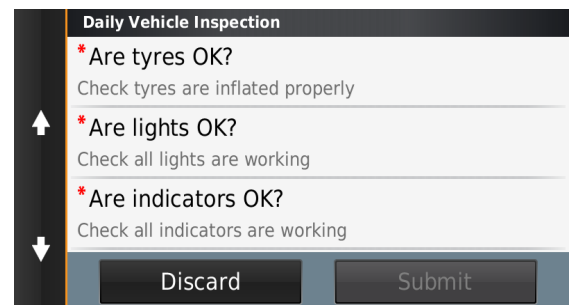 Daily Vehicle Inspection
*Are tyres OK?
Check tyres are inflated properly
*Are lights OK?
Check all lights are working
*Are indicators OK?
Check all indicators are working
Discard Submit